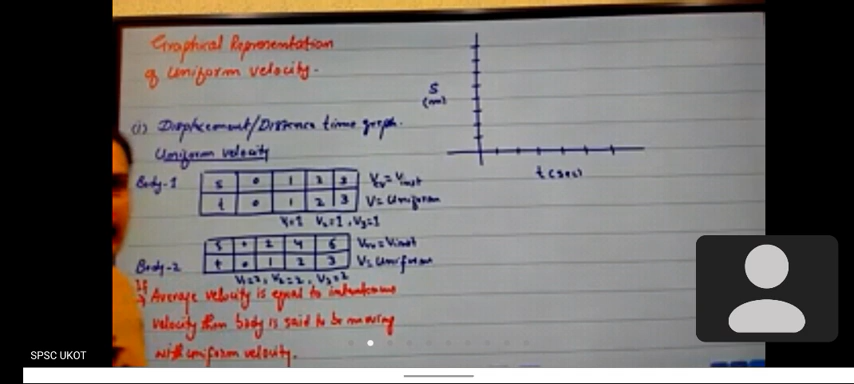 Graphical Representation
of Uniform velocity.
(i) Displcement/Distence time graph.
Uniform velocity
Body-1
S 0 1 2 3
t 0 1 2 3
Vav = Vinst
V = Uniform
V1=1 V2=1, V3=1
Body-2
S 0 2 4 6
t 0 1 2 3
Vav = Vinst
V = Uniform
V1=2, V2=2, V3=2
If
→ Average velocity is equal to
velocity then body is said to be moving
with uniform velocity.
S
(m)
t (sec)
SPSC UKOT